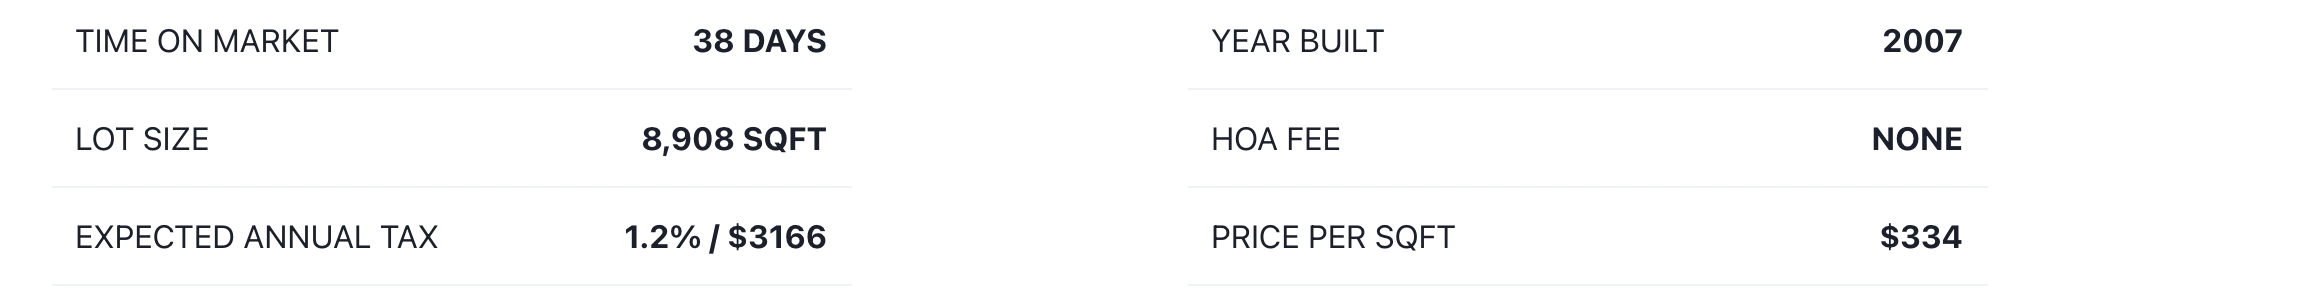 TIME ON MARKET 38 DAYS
YEAR BUILT 2007
LOT SIZE 8,908 SQFT
HOA FEE NONE
EXPECTED ANNUAL TAX 1.2% / $3166
PRICE PER SQFT $334